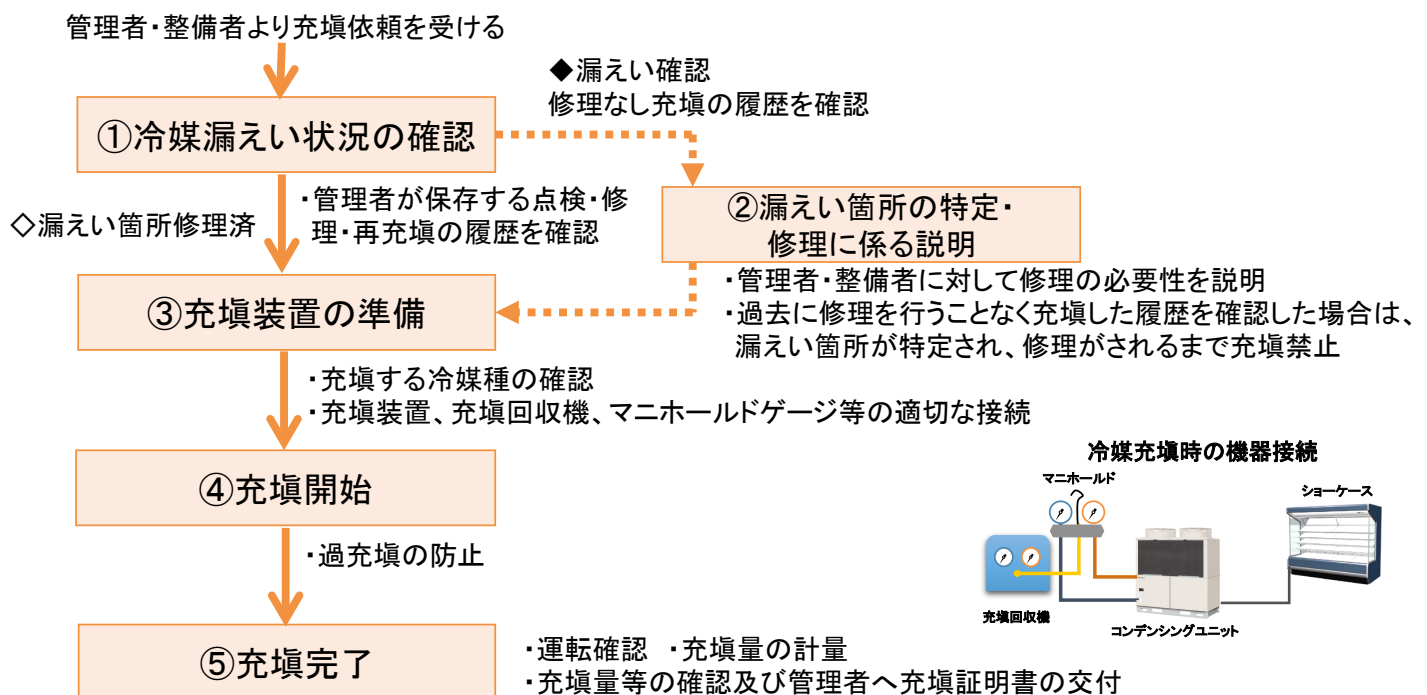 管理者・整備者より充塡依頼を受ける
◆漏えい確認
修理なし充塡の履歴を確認
①冷媒漏えい状況の確認
◇漏えい箇所修理済
・管理者が保存する点検・修
理・再充塡の履歴を確認
②漏えい箇所の特定・
修理に係る説明
・管理者・整備者に対して修理の必要性を説明
・過去に修理を行うことなく充塡した履歴を確認した場合は、
漏えい箇所が特定され、修理がされるまで充塡禁止
③充塡装置の準備
・充塡する冷媒種の確認
・充塡装置、充塡回収機、マニホールドゲージ等の適切な接続
④充塡開始
・過充塡の防止
冷媒充塡時の機器接続
マニホールド
ショーケース
充塡回収機
コンデンシングユニット
⑤充塡完了
・運転確認 ・充塡量の計量
・充塡量等の確認及び管理者へ充塡証明書の交付